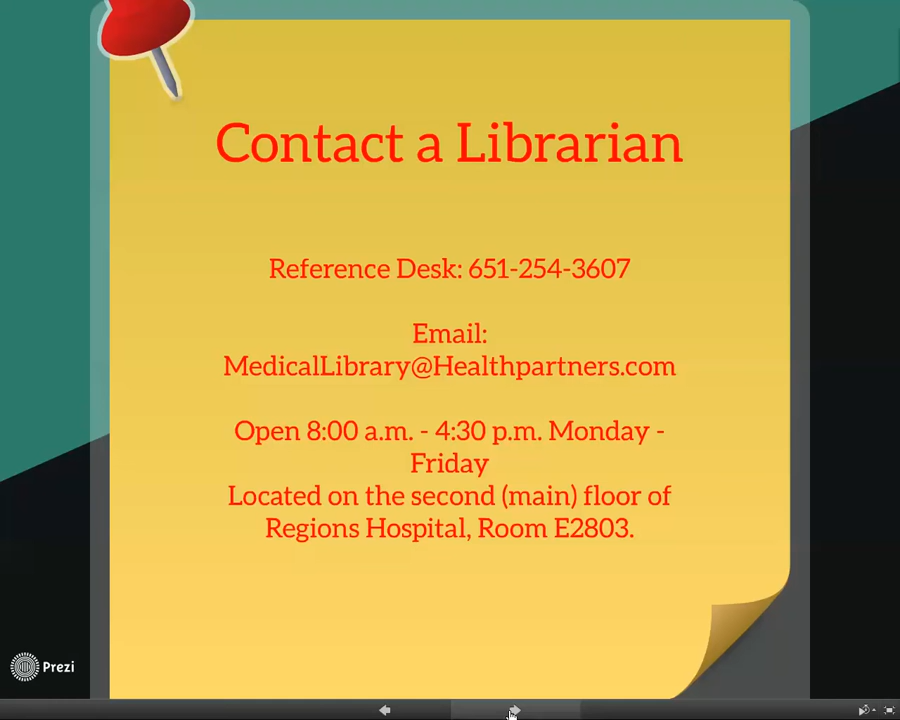 Contact a Librarian
Reference Desk: 651-254-3607
Email:
MedicalLibrary@Healthpartners.com
Open 8:00 a.m. - 4:30 p.m. Monday -
Friday
Located on the second (main) floor of
Regions Hospital, Room E2803.
Prezi